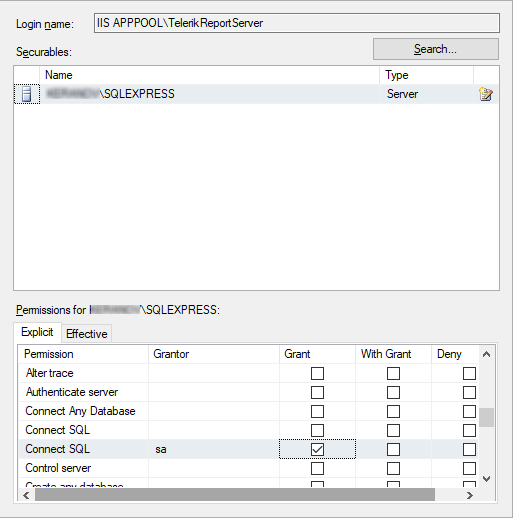 Login name: IIS APPPOOL\TelerikReportServer
Securables: Search...
Name Type
\SQLEXPRESS Server
Permissions for \SQLEXPRESS:
Explicit Effective
Permission Grantor Grant With Grant Deny
Alter trace
Authenticate server
Connect Any Database
Connect SQL
Connect SQL sa
Control server
Create any database